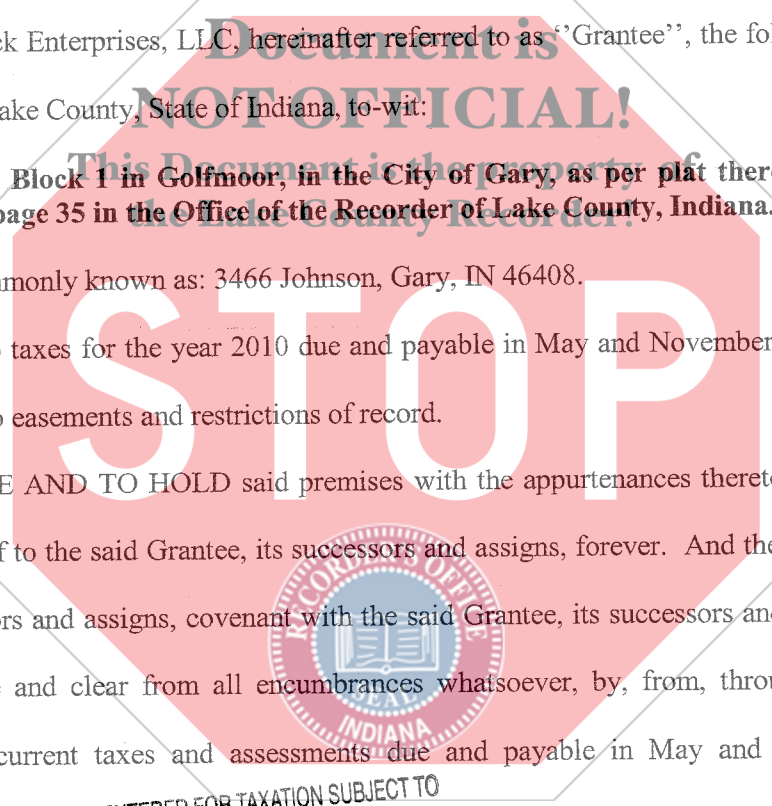 ck Enterprises, LLC, hereinafter referred to as ‘’Grantee’’, the fol
Document is
ake County, State of Indiana, to-wit:
NOT OFFICIAL!
This Document is the property of
Block 1 in Golfmoor, in the City of Gary, as per plat ther
the Lake County Recorder!
page 35 in the Office of the Recorder of Lake County, Indiana.
monly known as: 3466 Johnson, Gary, IN 46408.
taxes for the year 2010 due and payable in May and November
STOP
easements and restrictions of record.
E AND TO HOLD said premises with the appurtenances theret
f to the said Grantee, its successors and assigns, forever. And the
RECORDER'S OFFICE
rs and assigns, covenant with the said Grantee, its successors and
and clear from all encumbrances whatsoever, by, from, throu
SEAL
INDIANA
current taxes and assessments due and payable in May and
ENTERED FOR TAXATION SUBJECT TO